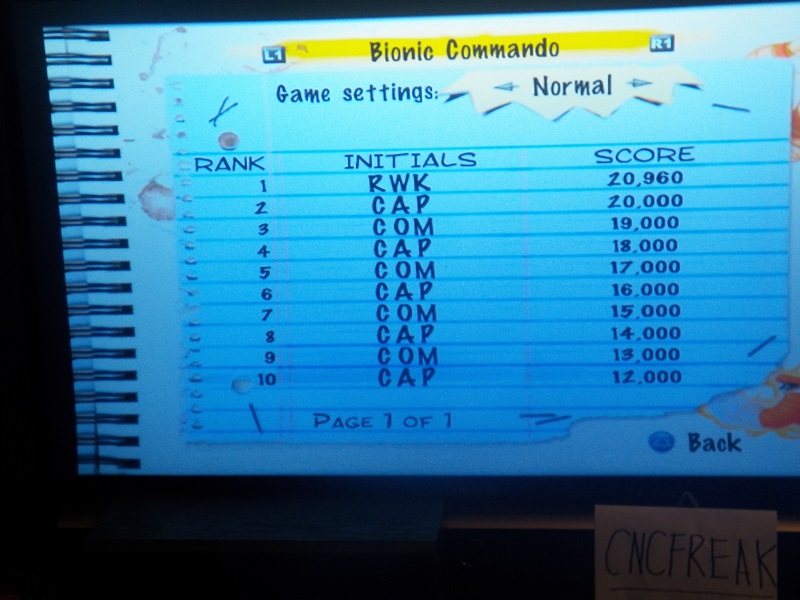 L1 Bionic Commando R1
Game settings: Normal
RANK INITIALS SCORE
1 RWK 20,960
2 CAP 20,000
3 COM 19,000
4 CAP 18,000
5 COM 17,000
6 CAP 16,000
7 COM 15,000
8 CAP 14,000
9 COM 13,000
10 CAP 12,000
PAGE 1 OF 1
Back
CNCFREAK